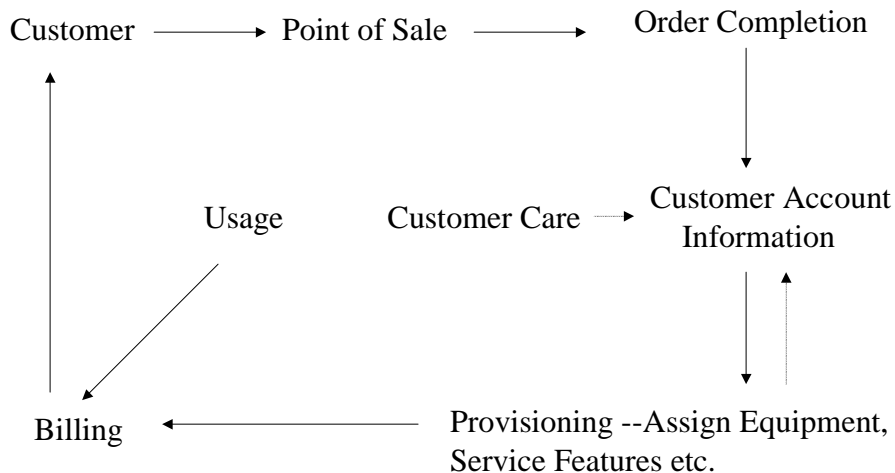 Customer
Point of Sale
Order Completion
Usage
Customer Care
Customer Account
Information
Billing
Provisioning --Assign Equipment,
Service Features etc.